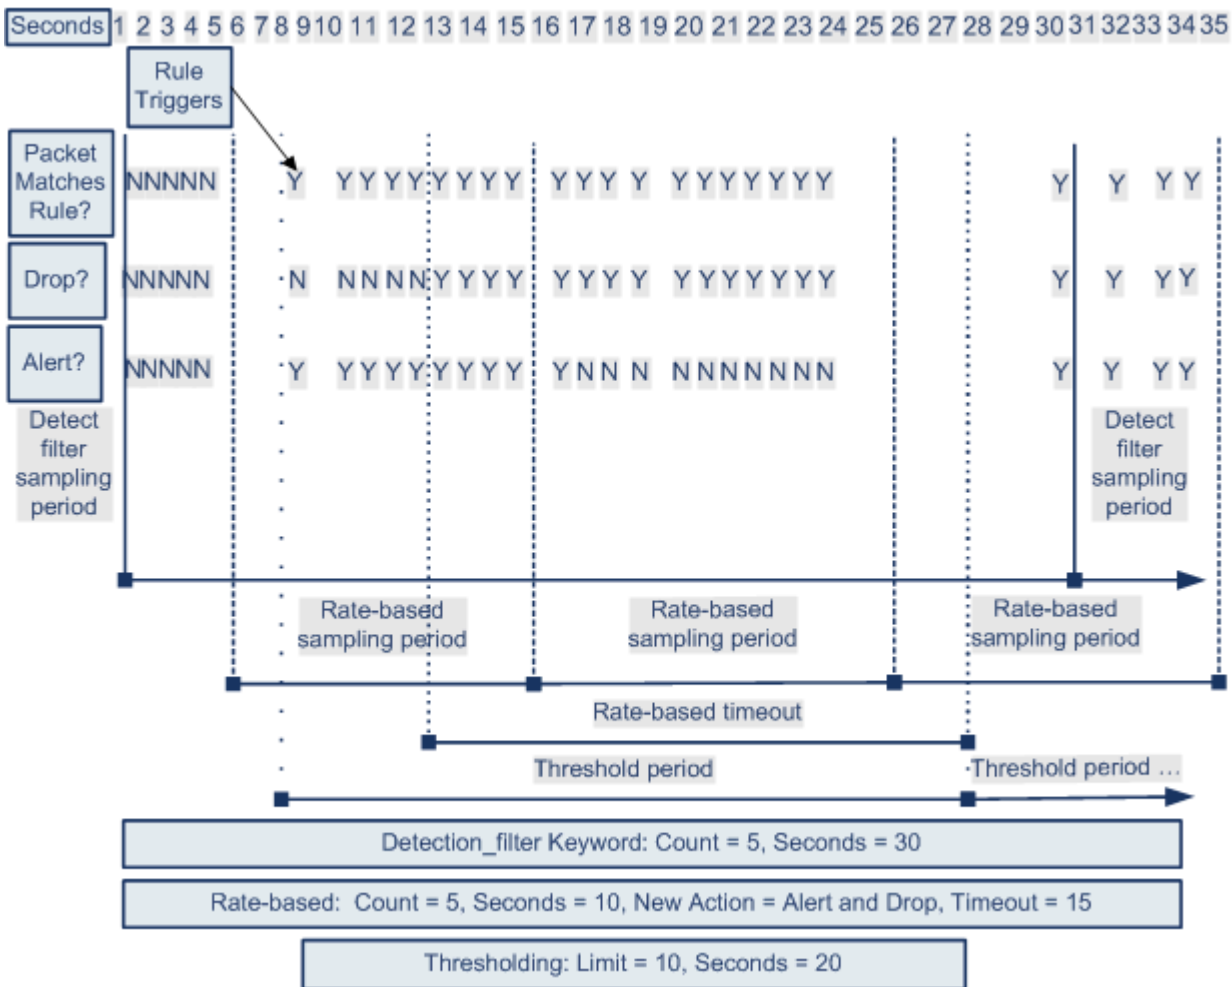 Seconds 1 2 3 4 5 6 7 8 9 10 11 12 13 14 15 16 17 18 19 20 21 22 23 24 25 26 27 28 29 30 31 32 33 34 35
Rule
Triggers
Packet
Matches
Rule?
NNNNN Y YYYYYYYY YYY Y YYYYYYY Y Y YY
Drop?
NNNNN N NNNNYYYY YYY Y YYYYYYY Y Y YY
Alert?
NNNNN Y YYYYYYYY YNN N NNNNNNN Y Y YY
Detect
filter
sampling
period
Detect
filter
sampling
period
Rate-based
sampling period
Rate-based
sampling period
Rate-based
sampling period
Rate-based timeout
Threshold period
Threshold period ...
Detection_filter Keyword: Count = 5, Seconds = 30
Rate-based: Count = 5, Seconds = 10, New Action = Alert and Drop, Timeout = 15
Thresholding: Limit = 10, Seconds = 20